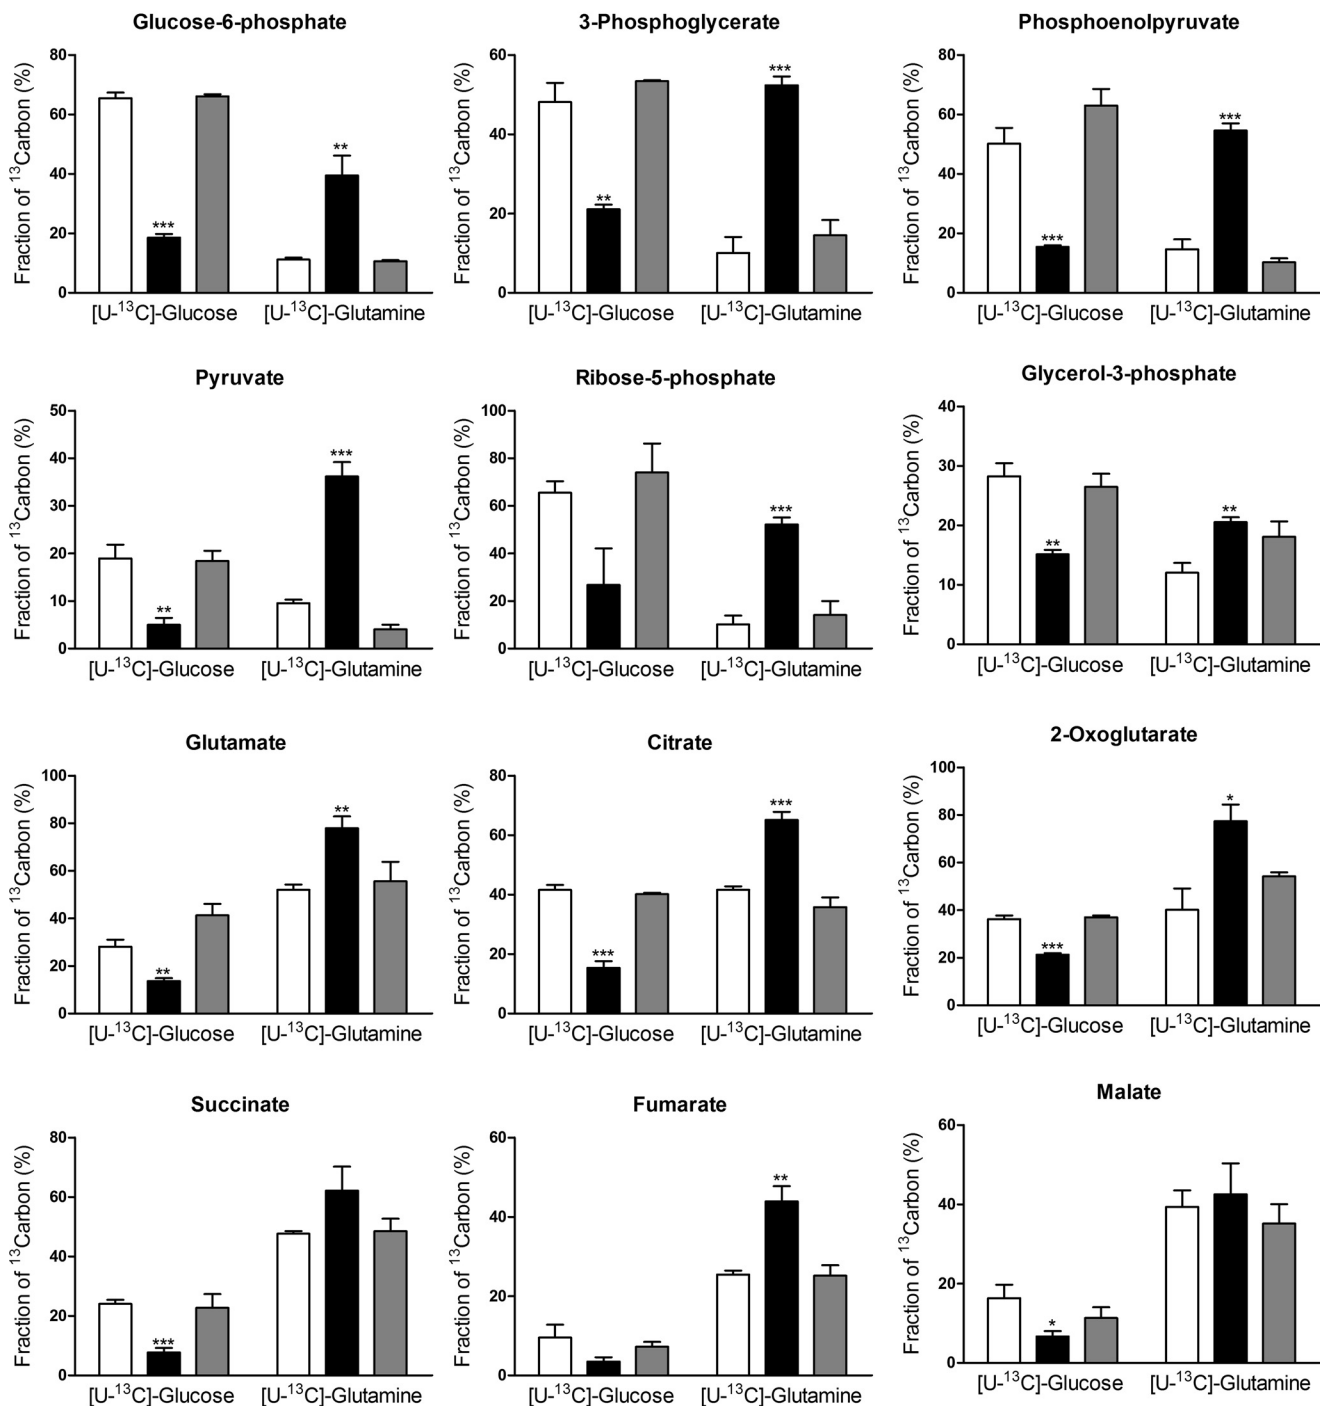 Glucose-6-phosphate
Fraction of ¹³Carbon (%)
80
60
40
20
0
***
**
[U-¹³C]-Glucose [U-¹³C]-Glutamine
3-Phosphoglycerate
Fraction of ¹³Carbon (%)
60
40
20
0
**
***
[U-¹³C]-Glucose [U-¹³C]-Glutamine
Phosphoenolpyruvate
Fraction of ¹³Carbon (%)
80
60
40
20
0
***
***
[U-¹³C]-Glucose [U-¹³C]-Glutamine
Pyruvate
Fraction of ¹³Carbon (%)
50
40
30
20
10
0
**
***
[U-¹³C]-Glucose [U-¹³C]-Glutamine
Ribose-5-phosphate
Fraction of ¹³Carbon (%)
100
80
60
40
20
0
***
[U-¹³C]-Glucose [U-¹³C]-Glutamine
Glycerol-3-phosphate
Fraction of ¹³Carbon (%)
40
30
20
10
0
**
**
[U-¹³C]-Glucose [U-¹³C]-Glutamine
Glutamate
Fraction of ¹³Carbon (%)
100
80
60
40
20
0
**
**
[U-¹³C]-Glucose [U-¹³C]-Glutamine
Citrate
Fraction of ¹³Carbon (%)
80
60
40
20
0
***
***
[U-¹³C]-Glucose [U-¹³C]-Glutamine
2-Oxoglutarate
Fraction of ¹³Carbon (%)
100
80
60
40
20
0
***
*
[U-¹³C]-Glucose [U-¹³C]-Glutamine
Succinate
Fraction of ¹³Carbon (%)
80
60
40
20
0
***
[U-¹³C]-Glucose [U-¹³C]-Glutamine
Fumarate
Fraction of ¹³Carbon (%)
60
40
20
0
**
[U-¹³C]-Glucose [U-¹³C]-Glutamine
Malate
Fraction of ¹³Carbon (%)
60
40
20
0
*
[U-¹³C]-Glucose [U-¹³C]-Glutamine